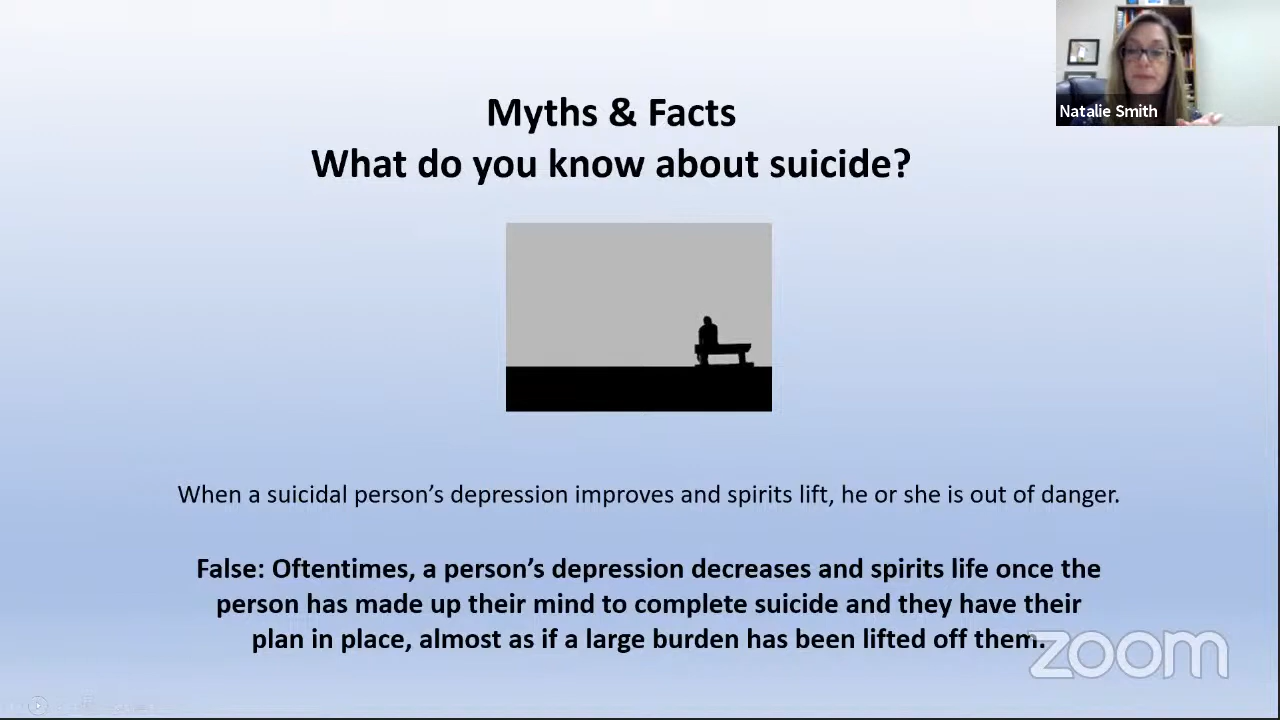 Natalie Smith
Myths & Facts
What do you know about suicide?
When a suicidal person’s depression improves and spirits lift, he or she is out of danger.
False: Oftentimes, a person’s depression decreases and spirits life once the
person has made up their mind to complete suicide and they have their
plan in place, almost as if a large burden has been lifted off them.
zoom